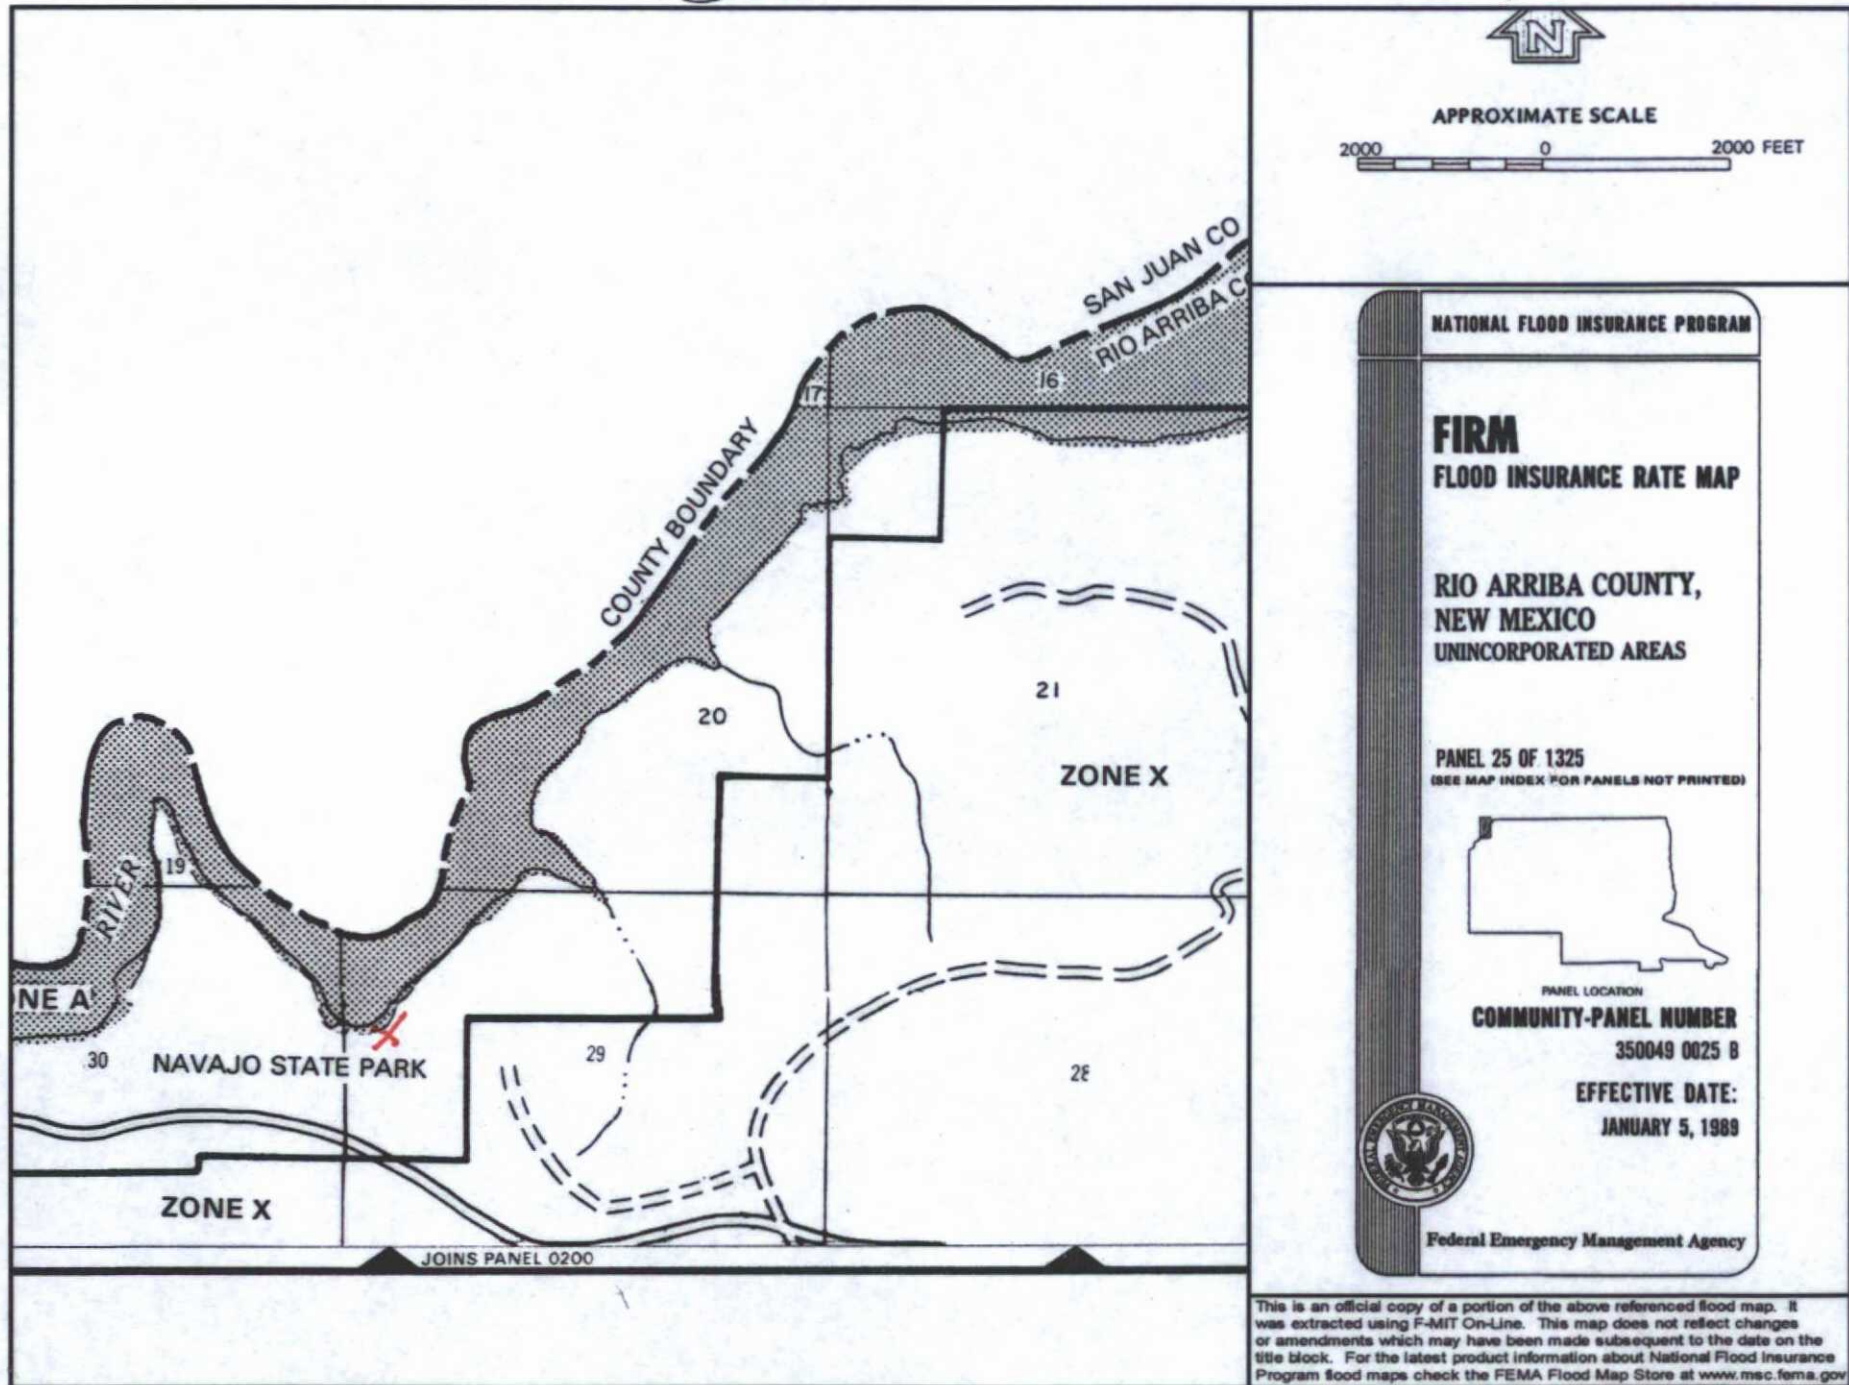 N
APPROXIMATE SCALE
2000 0 2000 FEET
SAN JUAN CO
RIO ARRIBA C
16
17
COUNTY BOUNDARY
20
21
ZONE X
RIVER
19
NE A
30
NAVAJO STATE PARK
29
28
ZONE X
JOINS PANEL 0200
NATIONAL FLOOD INSURANCE PROGRAM
FIRM
FLOOD INSURANCE RATE MAP
RIO ARRIBA COUNTY,
NEW MEXICO
UNINCORPORATED AREAS
PANEL 25 OF 1325
(SEE MAP INDEX FOR PANELS NOT PRINTED)
PANEL LOCATION
COMMUNITY-PANEL NUMBER
350049 0025 B
EFFECTIVE DATE:
JANUARY 5, 1989
Federal Emergency Management Agency
This is an official copy of a portion of the above referenced flood map. It
was extracted using F-MIT On-Line. This map does not reflect changes
or amendments which may have been made subsequent to the date on the
title block. For the latest product information about National Flood Insurance
Program flood maps check the FEMA Flood Map Store at www.msc.fema.gov